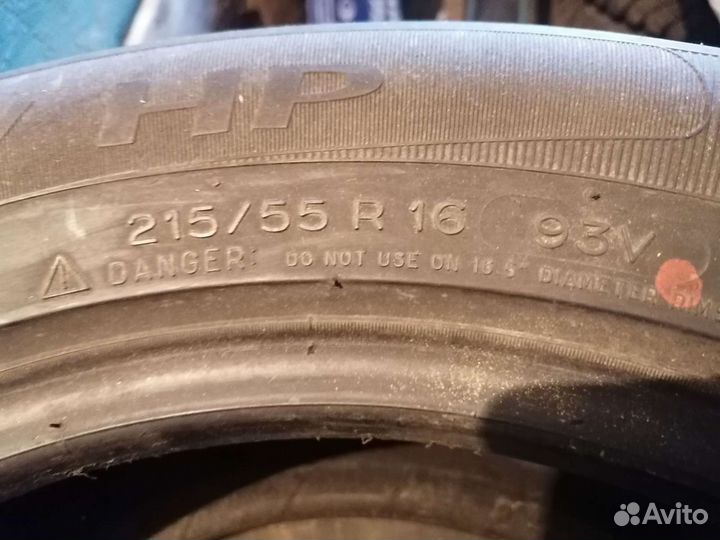 HP
215/55 R 16 93V
DANGER: DO NOT USE ON 16.5" DIAMETER
Avito